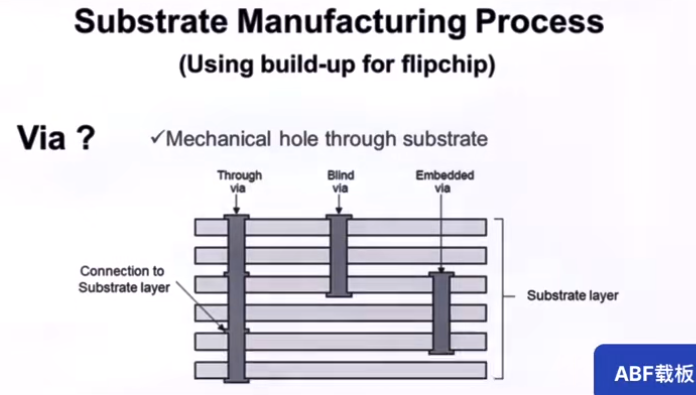 Substrate Manufacturing Process
(Using build-up for flipchip)
Via ?
✓Mechanical hole through substrate
Through
via
Blind
via
Embedded
via
Connection to
Substrate layer
Substrate layer
ABF载板